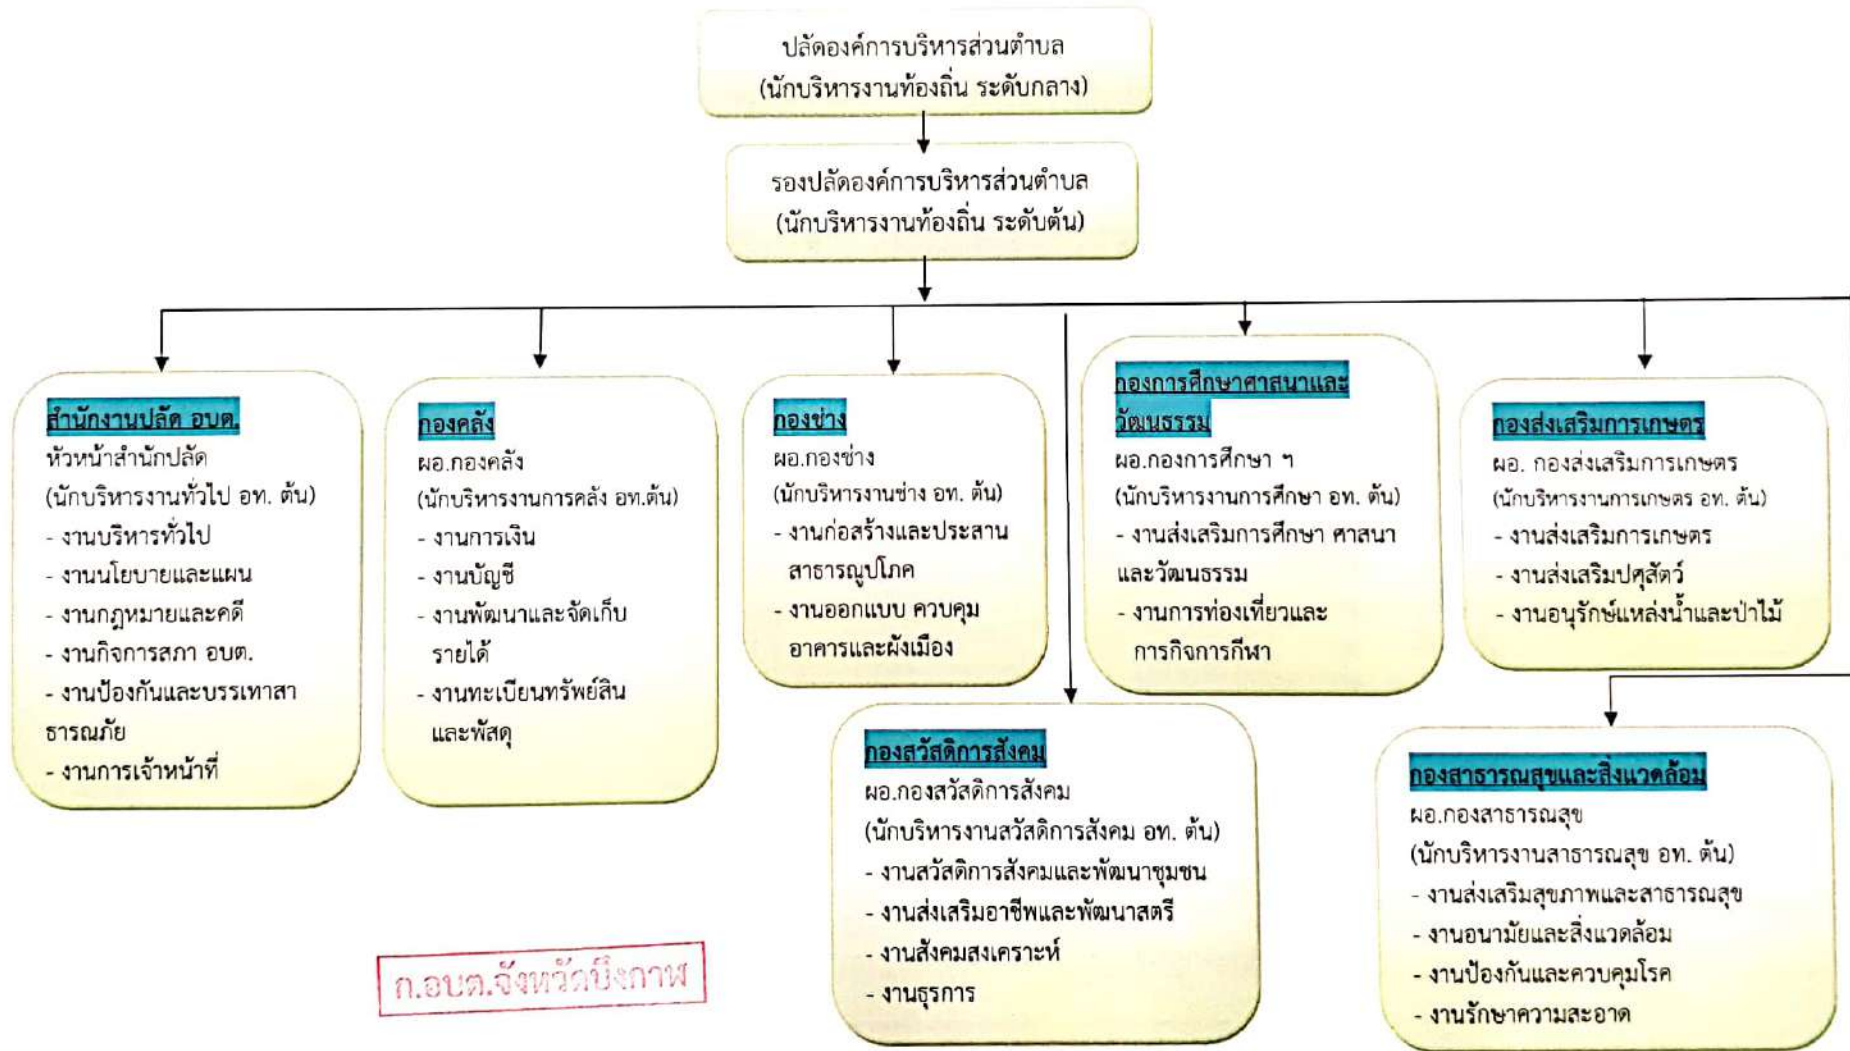 ปลัดองค์การบริหารส่วนตำบล
(นักบริหารงานท้องถิ่น ระดับกลาง)
รองปลัดองค์การบริหารส่วนตำบล
(นักบริหารงานท้องถิ่น ระดับต้น)
สำนักงานปลัด อบต.
หัวหน้าสำนักปลัด
(นักบริหารงานทั่วไป อท. ต้น)
- งานบริหารทั่วไป
- งานนโยบายและแผน
- งานกฎหมายและคดี
- งานกิจการสภา อบต.
- งานป้องกันและบรรเทาสา
ธารณภัย
- งานการเจ้าหน้าที่
กองคลัง
ผอ.กองคลัง
(นักบริหารงานการคลัง อท.ต้น)
- งานการเงิน
- งานบัญชี
- งานพัฒนาและจัดเก็บ
รายได้
- งานทะเบียนทรัพย์สิน
และพัสดุ
กองช่าง
ผอ.กองช่าง
(นักบริหารงานช่าง อท. ต้น)
- งานก่อสร้างและประสาน
สาธารณูปโภค
- งานออกแบบ ควบคุม
อาคารและผังเมือง
กองการศึกษาศาสนาและ
วัฒนธรรม
ผอ.กองการศึกษา ฯ
(นักบริหารงานการศึกษา อท. ต้น)
- งานส่งเสริมการศึกษา ศาสนา
และวัฒนธรรม
- งานการท่องเที่ยวและ
การกิจการกีฬา
กองส่งเสริมการเกษตร
ผอ. กองส่งเสริมการเกษตร
(นักบริหารงานการเกษตร อท. ต้น)
- งานส่งเสริมการเกษตร
- งานส่งเสริมปศุสัตว์
- งานอนุรักษ์แหล่งน้ำและป่าไม้
กองสวัสดิการสังคม
ผอ.กองสวัสดิการสังคม
(นักบริหารงานสวัสดิการสังคม อท. ต้น)
- งานสวัสดิการสังคมและพัฒนาชุมชน
- งานส่งเสริมอาชีพและพัฒนาสตรี
- งานสังคมสงเคราะห์
- งานธุรการ
กองสาธารณสุขและสิ่งแวดล้อม
ผอ.กองสาธารณสุข
(นักบริหารงานสาธารณสุข อท. ต้น)
- งานส่งเสริมสุขภาพและสาธารณสุข
- งานอนามัยและสิ่งแวดล้อม
- งานป้องกันและควบคุมโรค
- งานรักษาความสะอาด
ก.อบต.จังหวัดบึงกาฬ